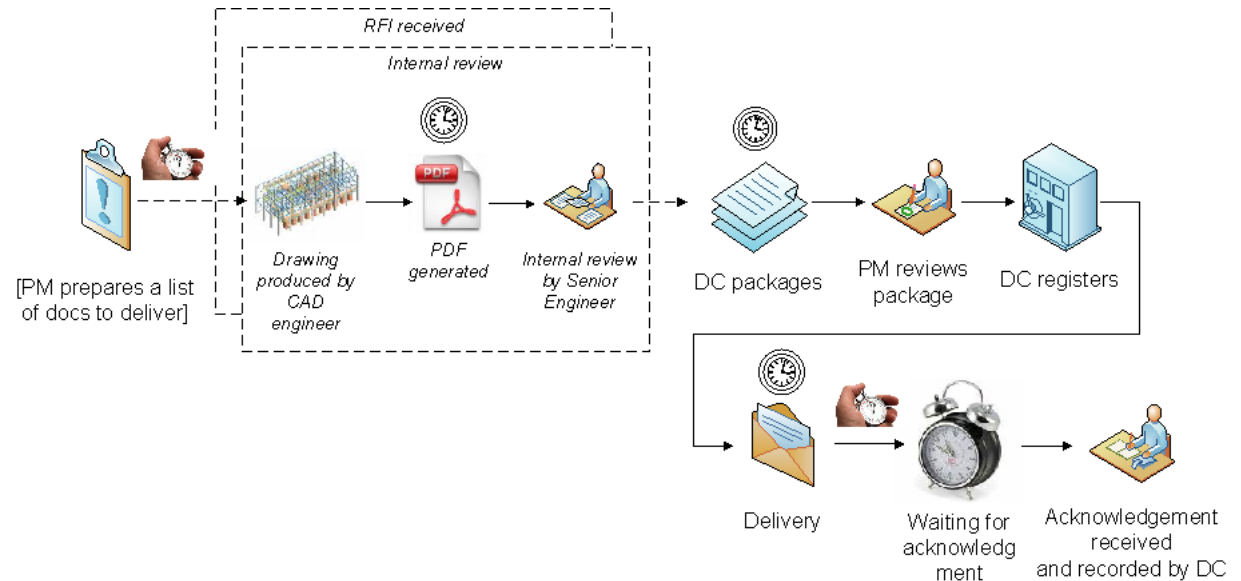 RFI received
Internal review
PDF
[PM prepares a list
of docs to deliver]
Drawing
produced by
CAD
engineer
PDF
generated
Internal review
by Senior
Engineer
DC packages
PM reviews
package
DC registers
Delivery
Waiting for
acknowledg
ment
Acknowledgement
received
and recorded by DC